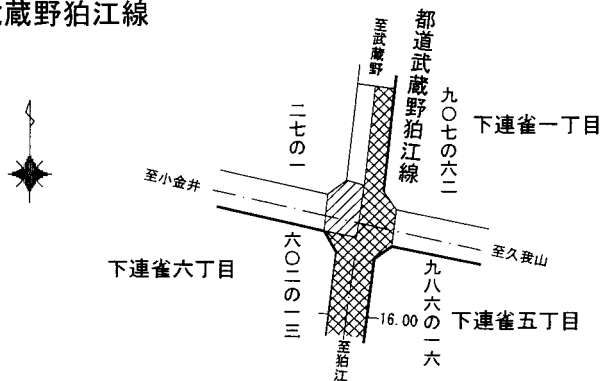 蔵野狛江線
至武蔵野
都道武蔵野狛江線
九〇七の六二
下連雀一丁目
二七の一
至小金井
至久我山
六〇二の一三
下連雀六丁目
九八六の一六
16.00
下連雀五丁目
至狛江